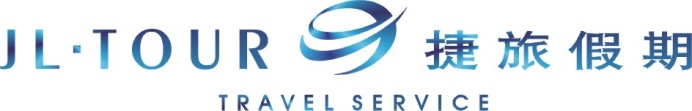 JL·TOUR 捷旅假期
TRAVEL SERVICE